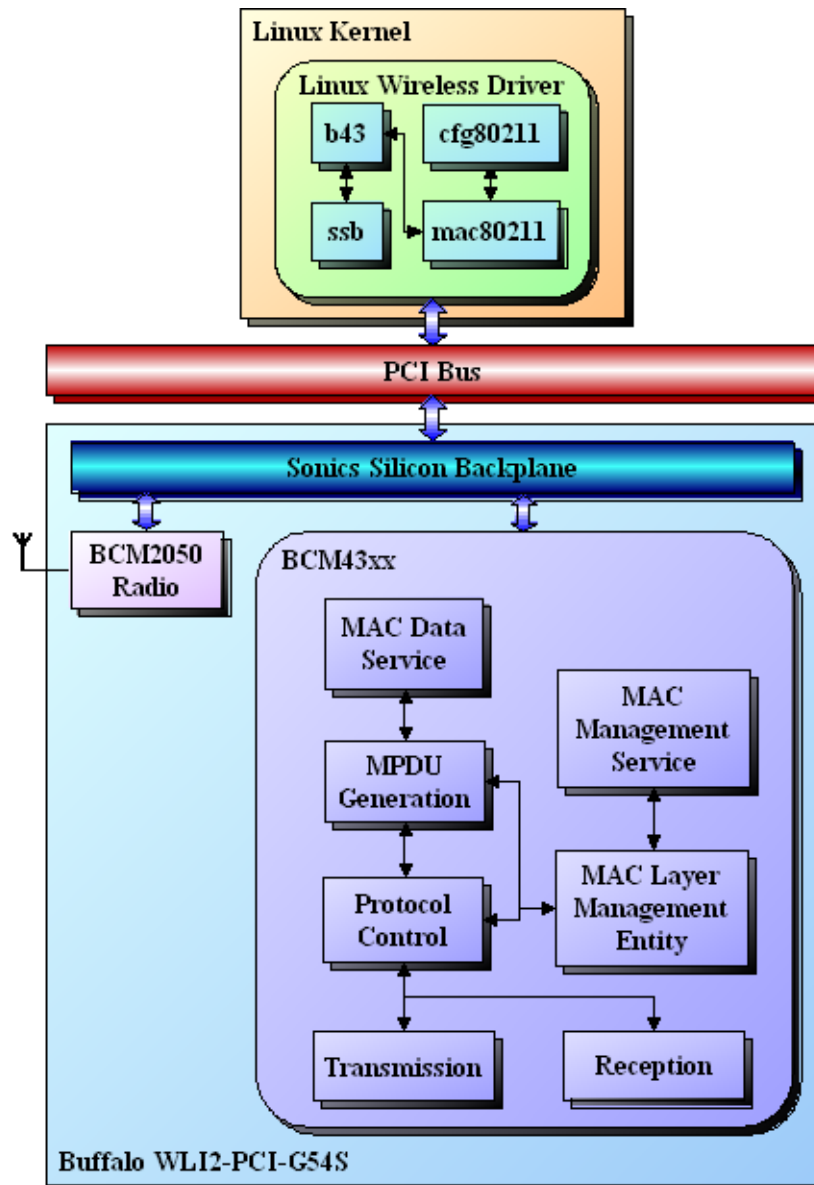 Linux Kernel
Linux Wireless Driver
b43
cfg80211
ssb
mac80211
PCI Bus
Sonics Silicon Backplane
BCM2050
Radio
BCM43xx
MAC Data
Service
MAC
Management
Service
MPDU
Generation
Protocol
Control
MAC Layer
Management
Entity
Transmission
Reception
Buffalo WLI2-PCI-G54S